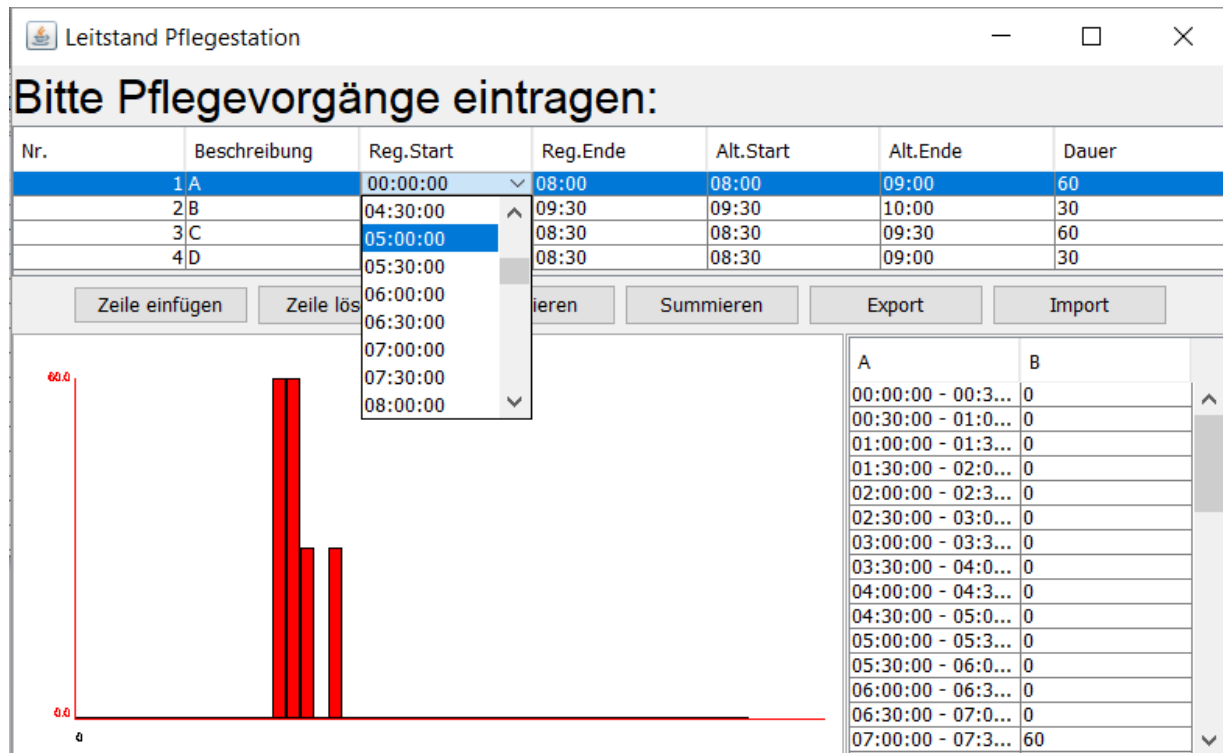 Leitstand Pflegestation
Bitte Pflegevorgänge eintragen:
Nr. Beschreibung Reg.Start Reg.Ende Alt.Start Alt.Ende Dauer
1 A 00:00:00 08:00 08:00 09:00 60
2 B 09:30 09:30 10:00 30
3 C 08:30 08:30 09:30 60
4 D 08:30 08:30 09:00 30
04:30:00
05:00:00
05:30:00
06:00:00
06:30:00
07:00:00
07:30:00
08:00:00
Zeile einfügen Zeile lös ieren Summieren Export Import
60.0
0.0
0
A B
00:00:00 - 00:3... 0
00:30:00 - 01:0... 0
01:00:00 - 01:3... 0
01:30:00 - 02:0... 0
02:00:00 - 02:3... 0
02:30:00 - 03:0... 0
03:00:00 - 03:3... 0
03:30:00 - 04:0... 0
04:00:00 - 04:3... 0
04:30:00 - 05:0... 0
05:00:00 - 05:3... 0
05:30:00 - 06:0... 0
06:00:00 - 06:3... 0
06:30:00 - 07:0... 0
07:00:00 - 07:3... 60